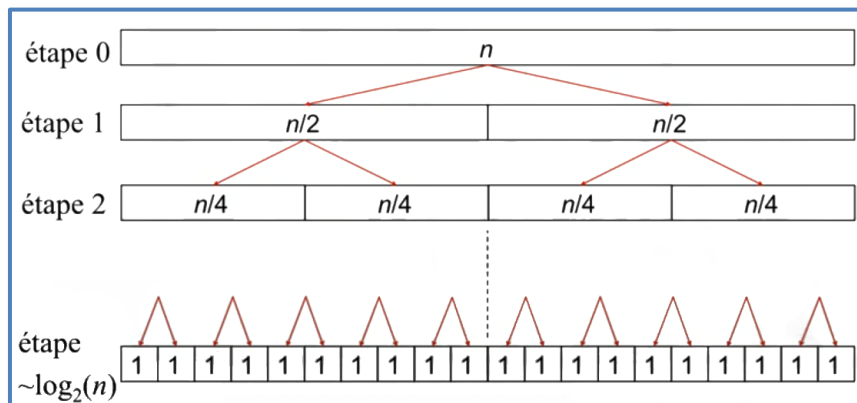 étape 0 n
étape 1 n/2 n/2
étape 2 n/4 n/4 n/4 n/4
étape
~log₂(n) 1 1 1 1 1 1 1 1 1 1 1 1 1 1 1 1 1 1 1 1